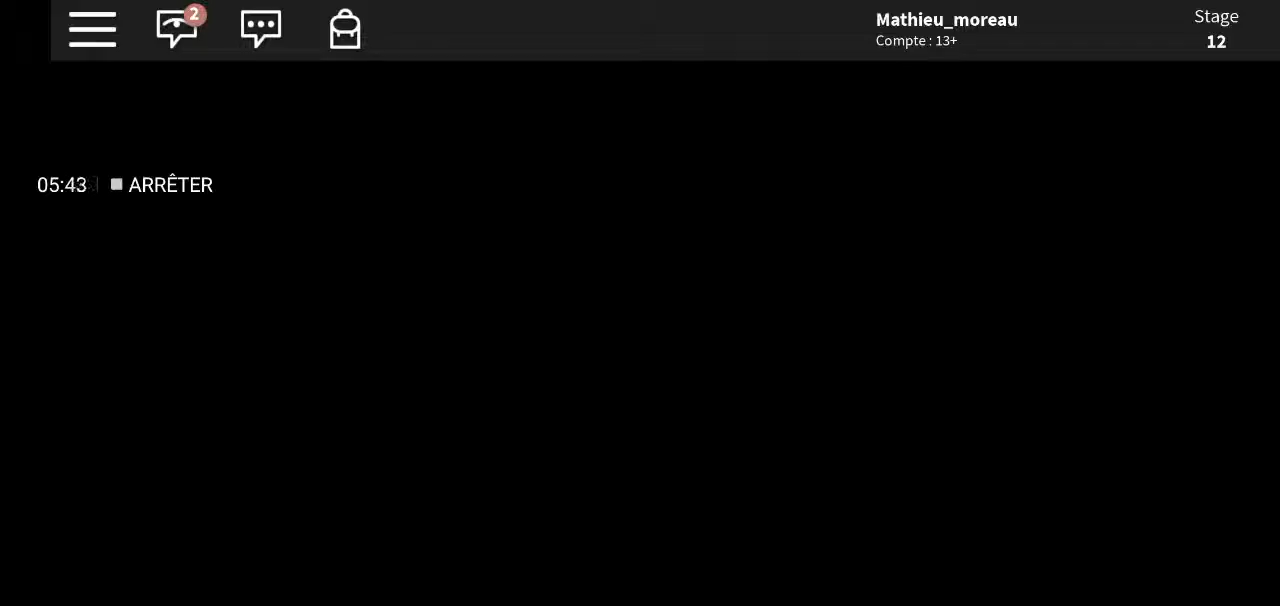 2
Mathieu_moreau
Compte : 13+
Stage
12
05:43
ARRÊTER